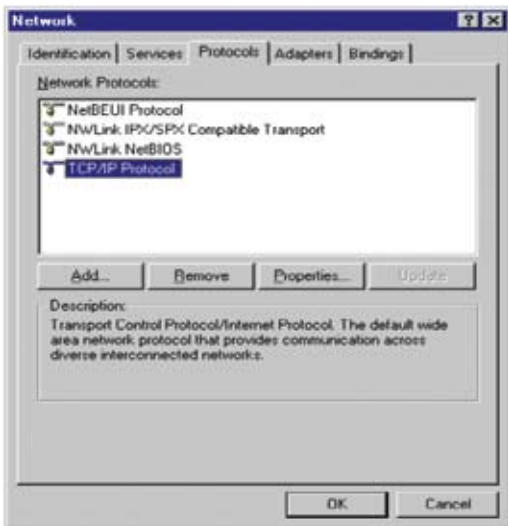 Network
Identification Services Protocols Adapters Bindings
Network Protocols:
NetBEUI Protocol
NWLink IPX/SPX Compatible Transport
NWLink NetBIOS
TCP/IP Protocol
Add... Remove Properties... Update
Description:
Transport Control Protocol/Internet Protocol. The default wide
area network protocol that provides communication across
diverse interconnected networks.
OK Cancel